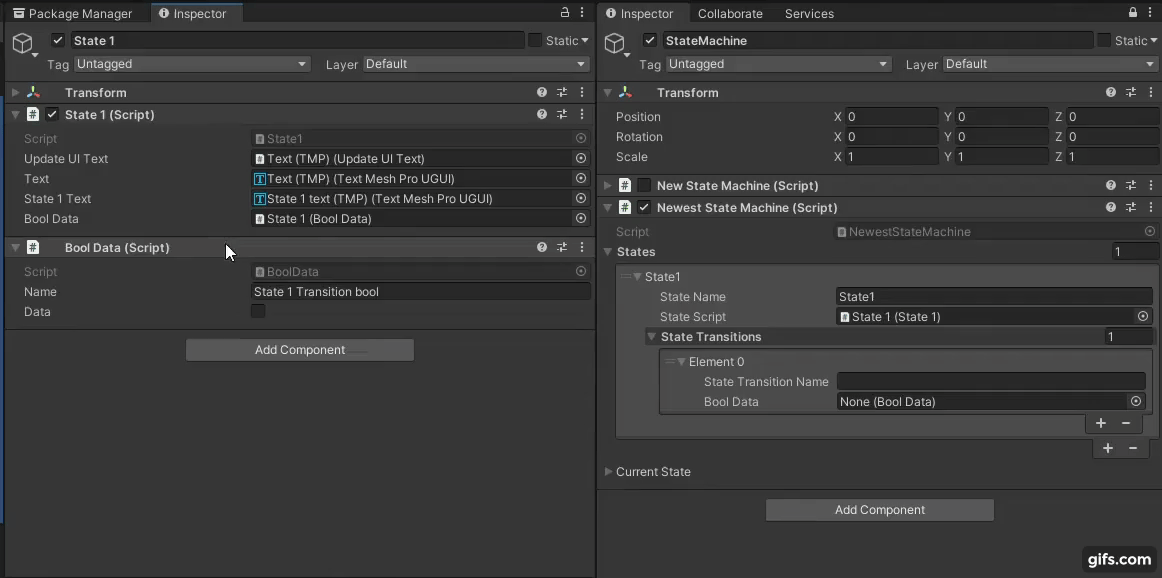 Package Manager
Inspector
State 1
Static
Tag Untagged
Layer Default
Transform
# State 1 (Script)
Script State1
Update UI Text Text (TMP) (Update UI Text)
Text Text (TMP) (Text Mesh Pro UGUI)
State 1 Text State 1 text (TMP) (Text Mesh Pro UGUI)
Bool Data State 1 (Bool Data)
# Bool Data (Script)
Script BoolData
Name State 1 Transition bool
Data
Add Component
Inspector
Collaborate
Services
StateMachine
Static
Tag Untagged
Layer Default
Transform
Position X 0 Y 0 Z 0
Rotation X 0 Y 0 Z 0
Scale X 1 Y 1 Z 1
# New State Machine (Script)
# Newest State Machine (Script)
Script NewestStateMachine
States 1
State1
State Name State1
State Script State 1 (State 1)
State Transitions 1
Element 0
State Transition Name
Bool Data None (Bool Data)
+ −
+ −
Current State
Add Component
gifs.com